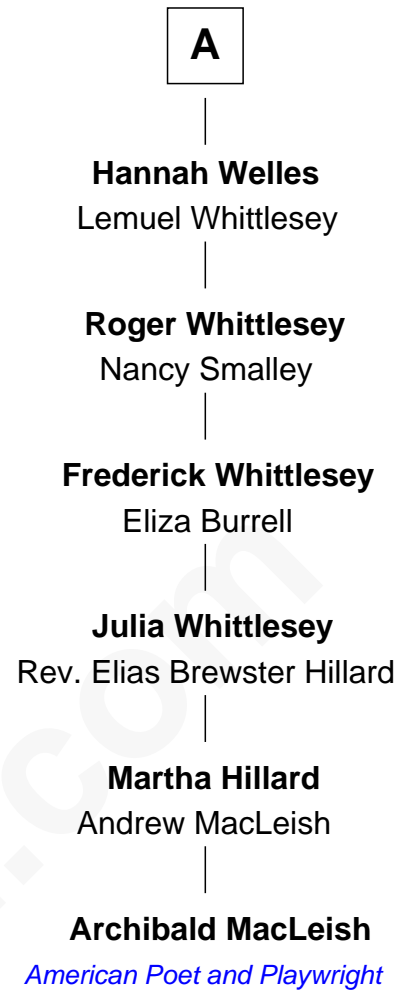 A
Hannah Welles
Lemuel Whittlesey
Roger Whittlesey
Nancy Smalley
Frederick Whittlesey
Eliza Burrell
Julia Whittlesey
Rev. Elias Brewster Hillard
Martha Hillard
Andrew MacLeish
Archibald MacLeish
American Poet and Playwright